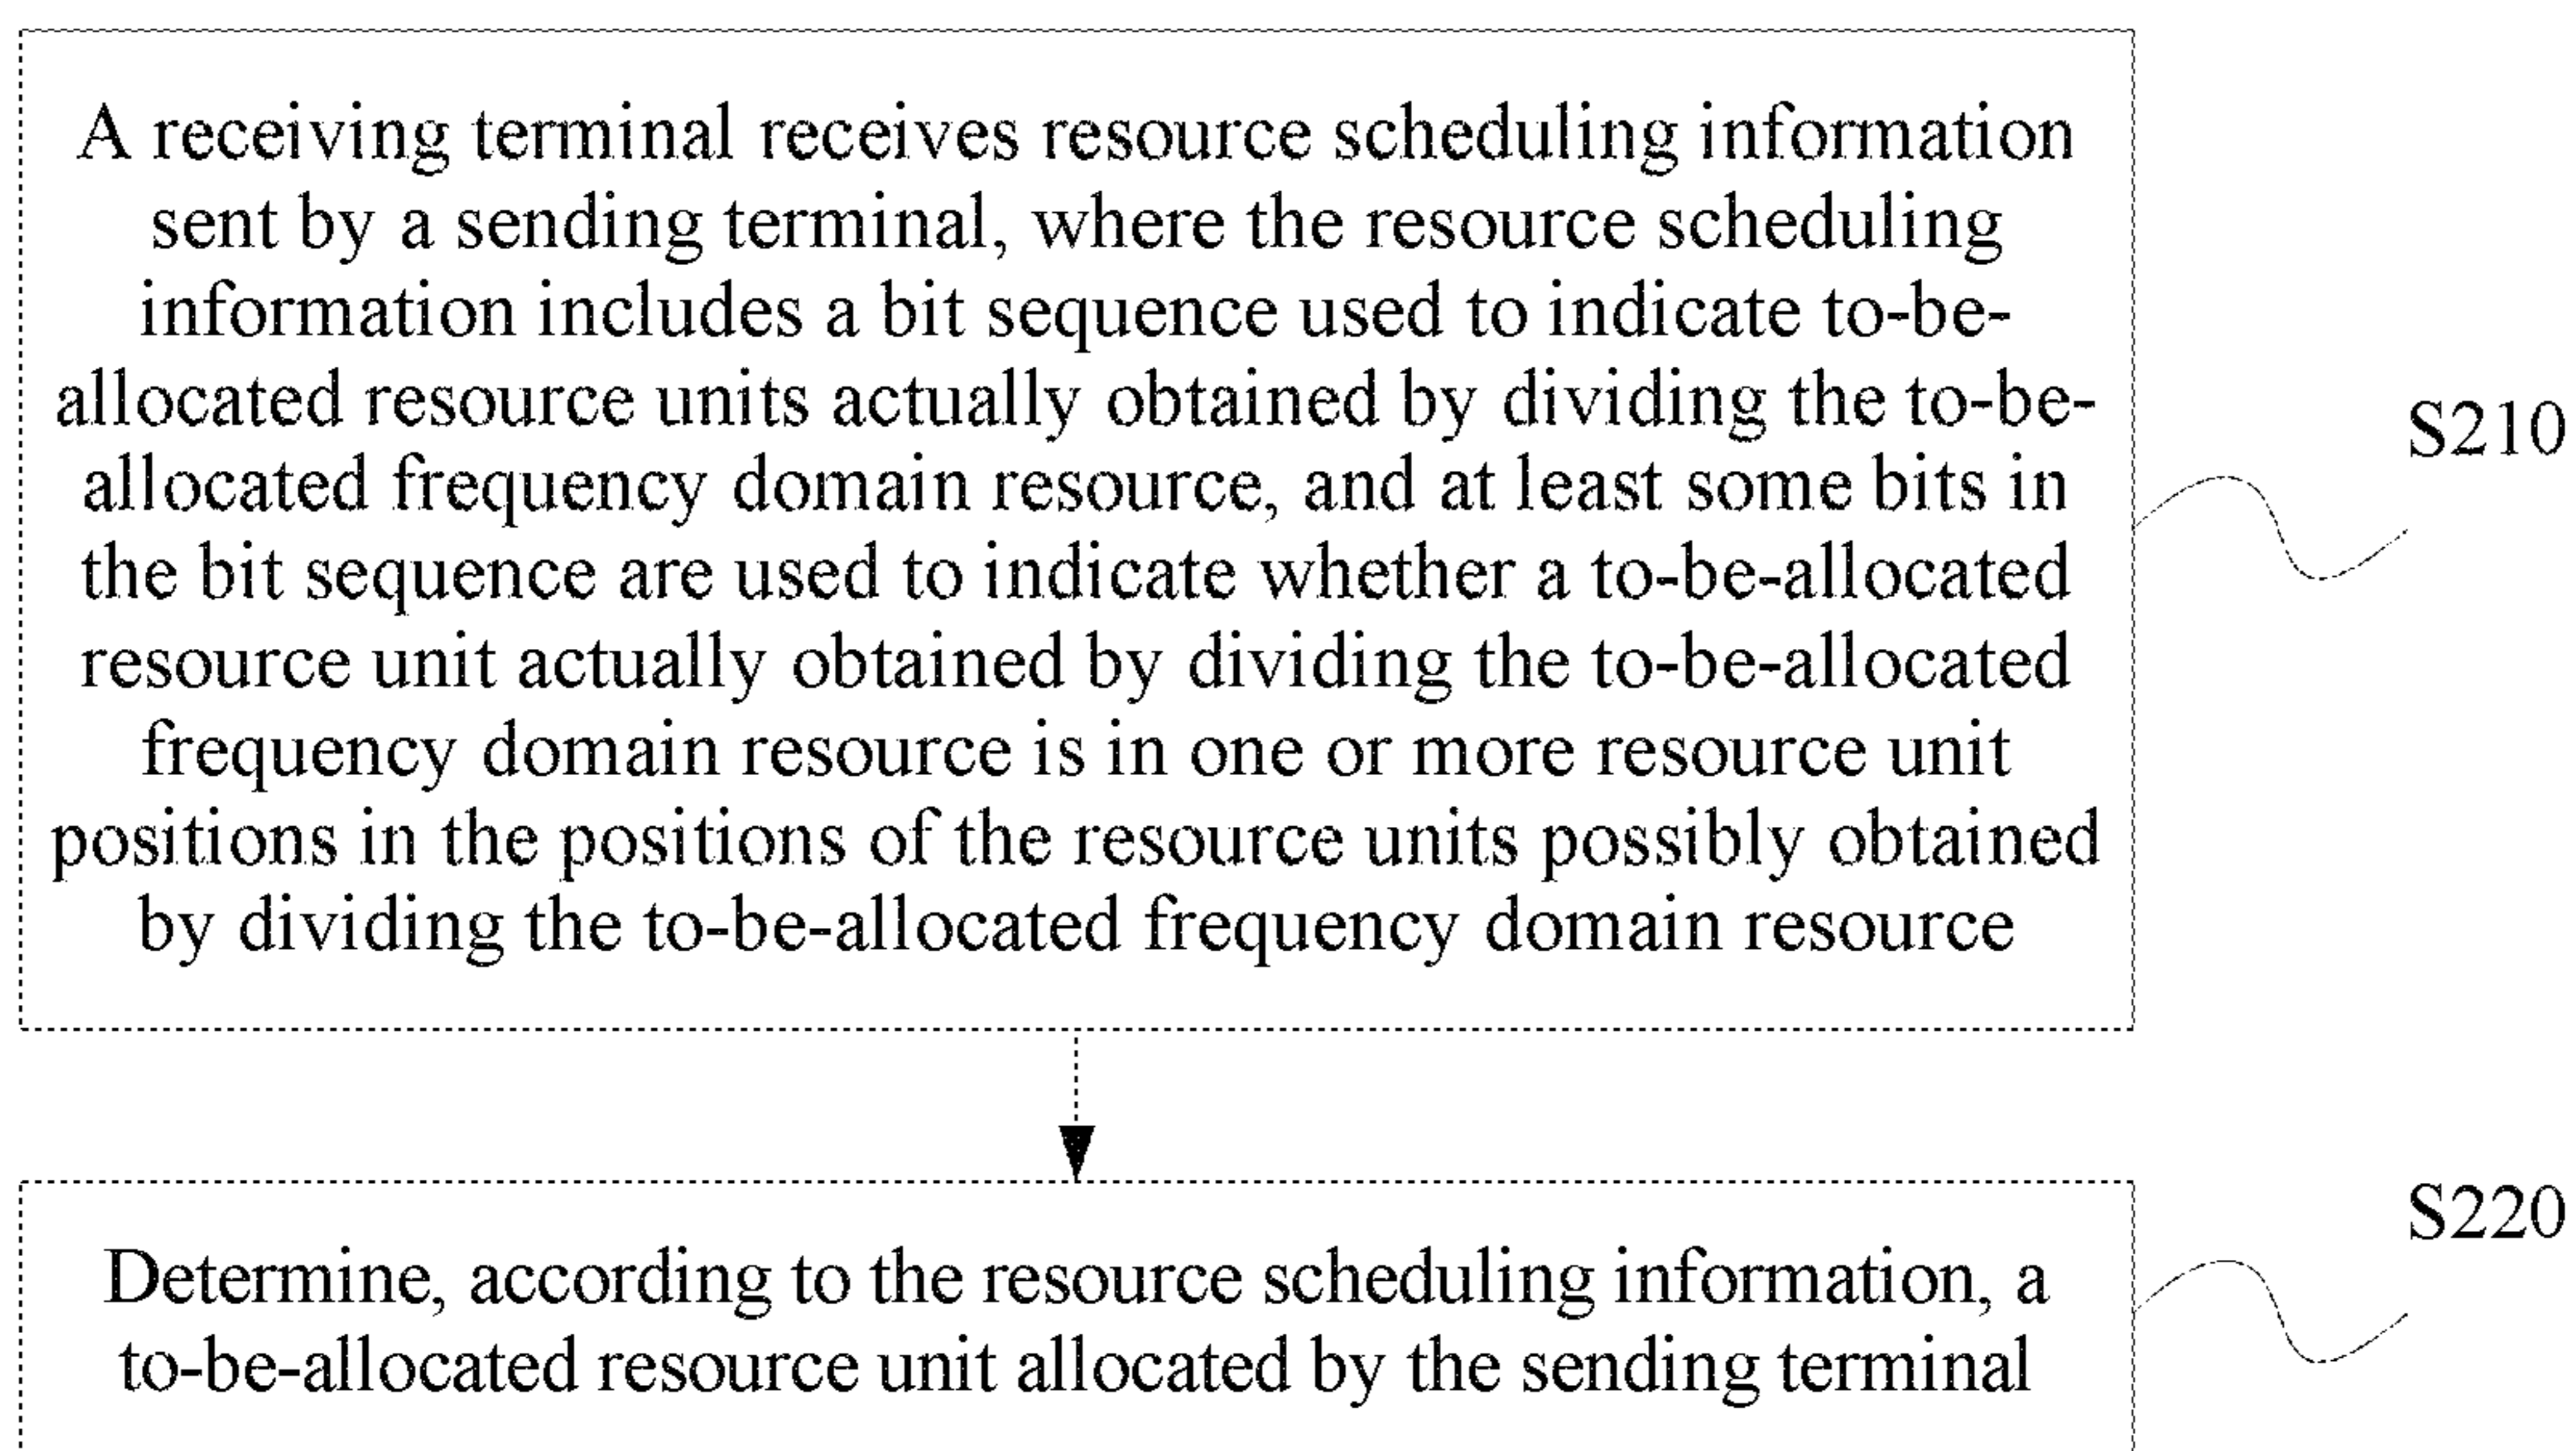 A receiving terminal receives resource scheduling information
sent by a sending terminal, where the resource scheduling
information includes a bit sequence used to indicate to-be-
allocated resource units actually obtained by dividing the to-be-
allocated frequency domain resource, and at least some bits in
the bit sequence are used to indicate whether a to-be-allocated
resource unit actually obtained by dividing the to-be-allocated
frequency domain resource is in one or more resource unit
positions in the positions of the resource units possibly obtained
by dividing the to-be-allocated frequency domain resource
S210
Determine, according to the resource scheduling information, a
to-be-allocated resource unit allocated by the sending terminal
S220